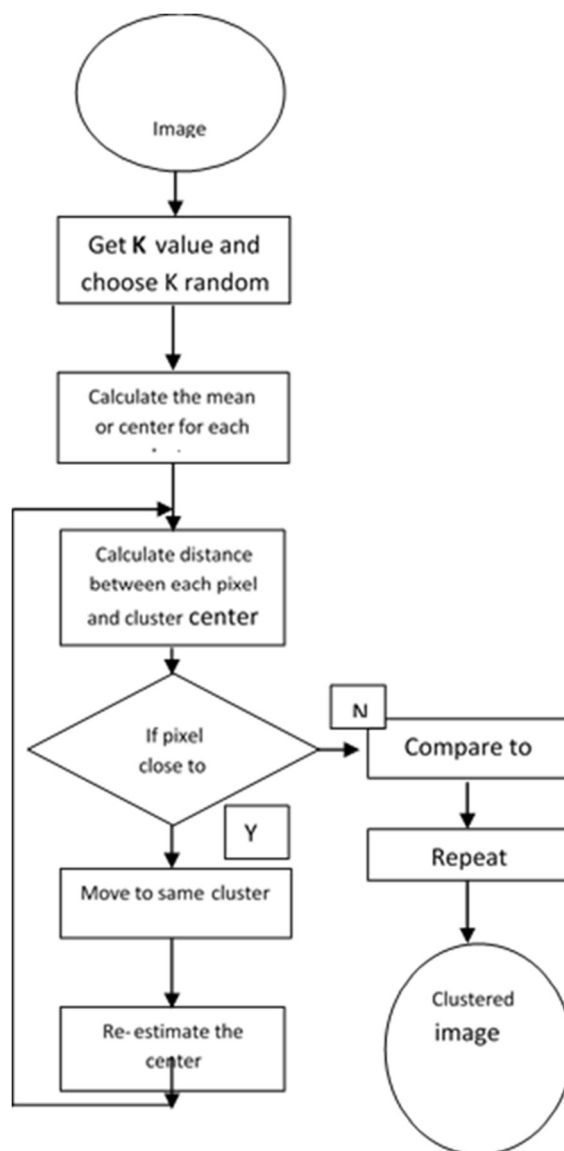 Image
Get K value and
choose K random
Calculate the mean
or center for each
Calculate distance
between each pixel
and cluster center
If pixel
close to
N
Compare to
Y
Repeat
Move to same cluster
Re-estimate the
center
Clustered
image